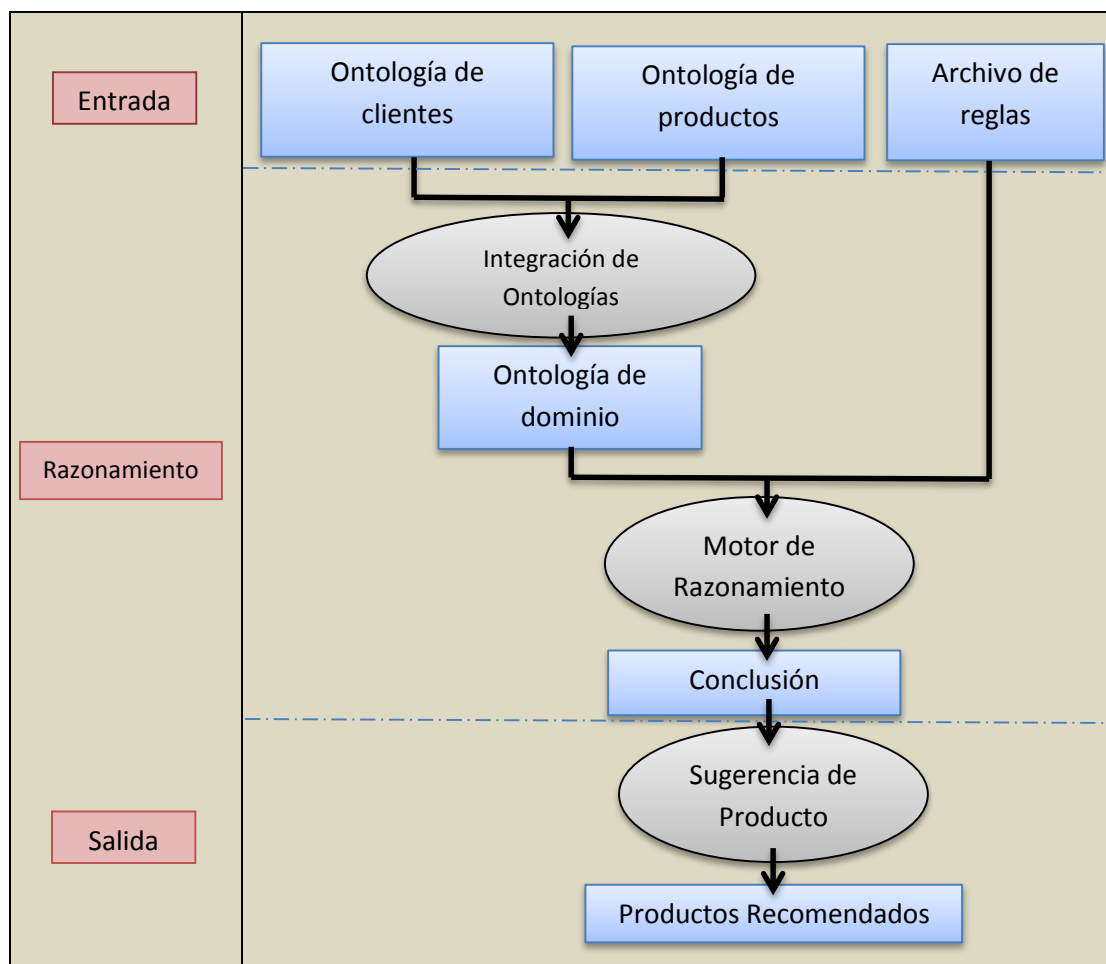 Entrada
Ontología de
clientes
Ontología de
productos
Archivo de
reglas
Integración de
Ontologías
Ontología de
dominio
Razonamiento
Motor de
Razonamiento
Conclusión
Sugerencia de
Producto
Salida
Productos Recomendados